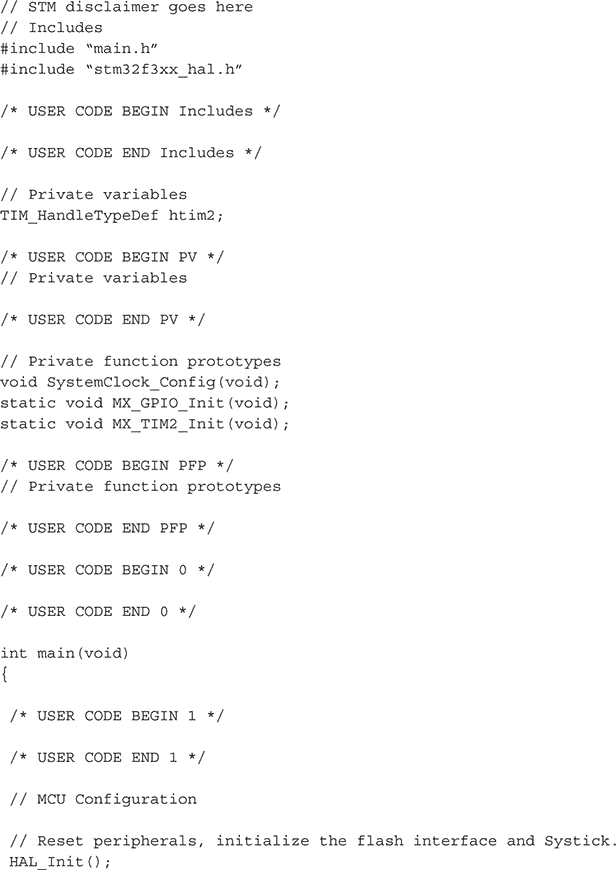 // STM disclaimer goes here
// Includes
#include “main.h”
#include “stm32f3xx_hal.h”
/* USER CODE BEGIN Includes */
/* USER CODE END Includes */
// Private variables
TIM_HandleTypeDef htim2;
/* USER CODE BEGIN PV */
// Private variables
/* USER CODE END PV */
// Private function prototypes
void SystemClock_Config(void);
static void MX_GPIO_Init(void);
static void MX_TIM2_Init(void);
/* USER CODE BEGIN PFP */
// Private function prototypes
/* USER CODE END PFP */
/* USER CODE BEGIN 0 */
/* USER CODE END 0 */
int main(void)
{
/* USER CODE BEGIN 1 */
/* USER CODE END 1 */
// MCU Configuration
// Reset peripherals, initialize the flash interface and Systick.
HAL_Init();